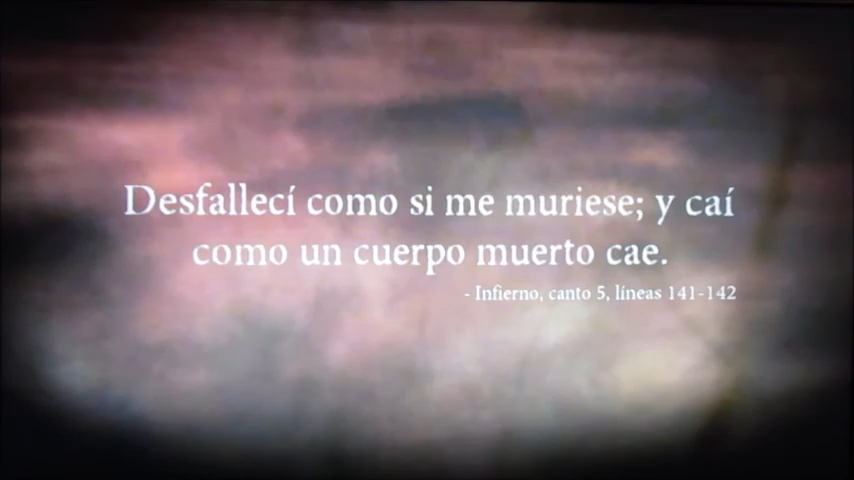 Desfallecí como si me muriese; y caí
como un cuerpo muerto cae.
- Infierno, canto 5, líneas 141-142